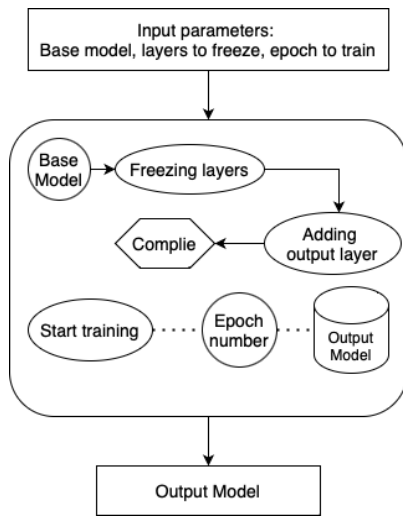 Input parameters:
Base model, layers to freeze, epoch to train
Base
Model
Freezing layers
Adding
output layer
Complie
Start training
Epoch
number
Output
Model
Output Model